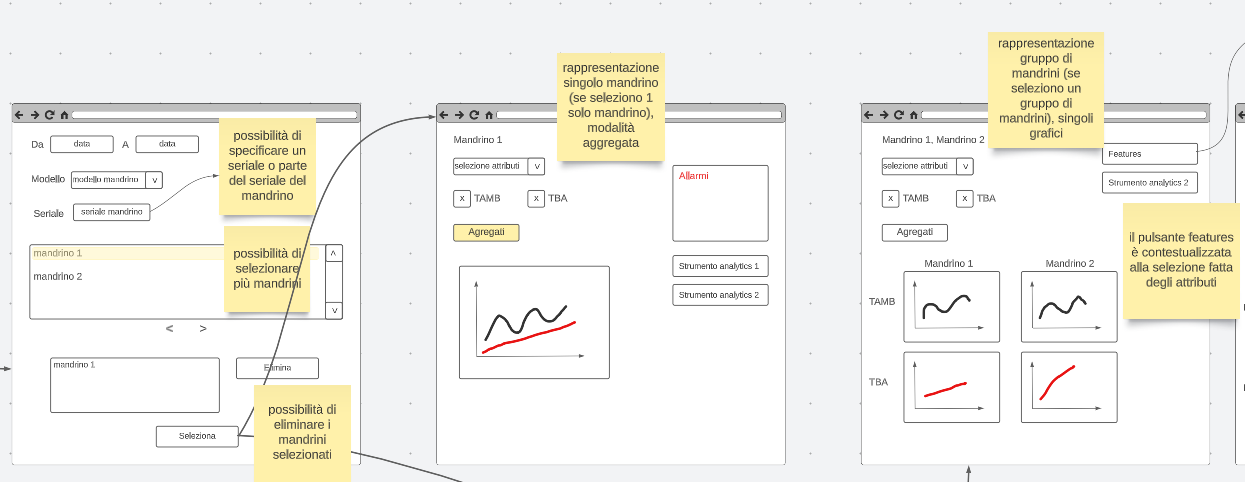 Da
data
A
data
Modello
modello mandrino
v
Seriale
seriale mandrino
possibilità di
specificare un
seriale o parte
del seriale del
mandrino
mandrino 1
mandrino 2
possibilità di
selezionare
più mandrini
<
>
mandrino 1
Elimina
Seleziona
possibilità di
eliminare i
mandrini
selezionati
rappresentazione
singolo mandrino
(se seleziono 1
solo mandrino),
modalità
aggregata
Mandrino 1
selezione attributi
v
x
TAMB
x
TBA
Agregati
Allarmi
Strumento analytics 1
Strumento analytics 2
rappresentazione
gruppo di
mandrini (se
seleziono un
gruppo di
mandrini), singoli
grafici
Mandrino 1, Mandrino 2
selezione attributi
v
x
TAMB
x
TBA
Agregati
Features
Strumento analytics 2
il pulsante features
è contestualizzata
alla selezione fatta
degli attributi
Mandrino 1
Mandrino 2
TAMB
TBA